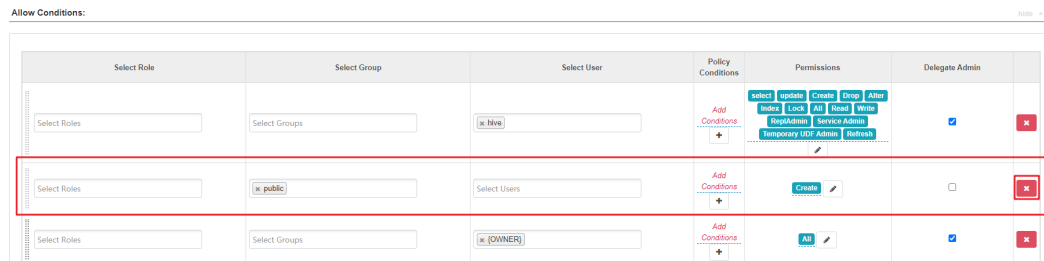 Allow Conditions:
hide
Select Role
Select Group
Select User
Policy
Conditions
Permissions
Delegate Admin
Select Roles
Select Groups
× hive
Add
Conditions
+
select update Create Drop Alter
Index Lock All Read Write
ReplAdmin Service Admin
Temporary UDF Admin Refresh
×
Select Roles
× public
Select Users
Add
Conditions
+
Create
×
Select Roles
Select Groups
× {OWNER}
Add
Conditions
+
All
×